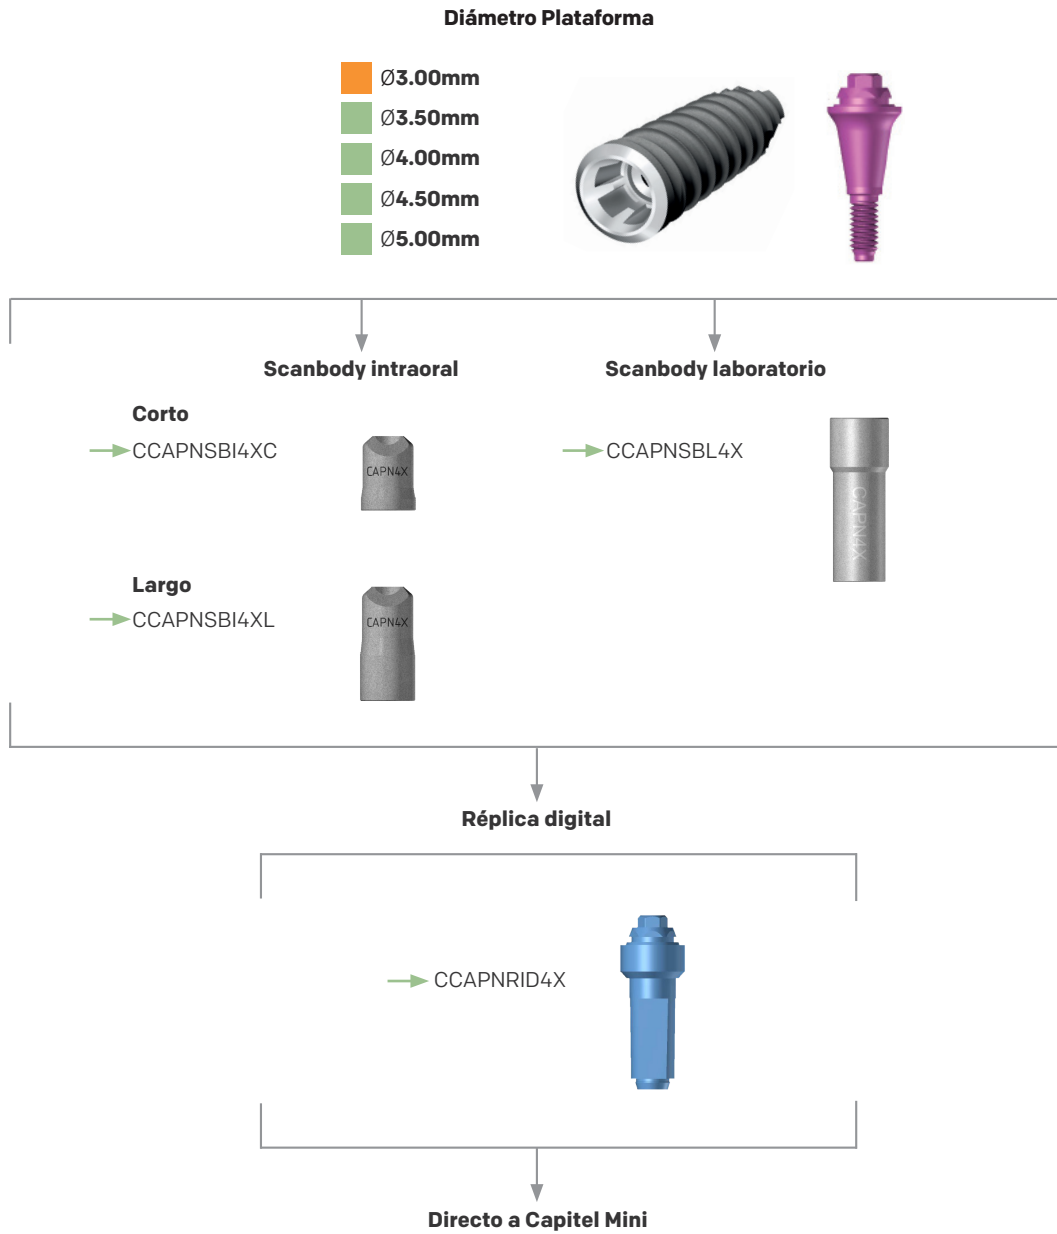 Diámetro Plataforma
Ø3.00mm
Ø3.50mm
Ø4.00mm
Ø4.50mm
Ø5.00mm
Scanbody intraoral
Corto
CCAPNSBI4XC
CAPN4X
Largo
CCAPNSBI4XL
CAPN4X
Scanbody laboratorio
CCAPNSBL4X
CAPN4X
Réplica digital
CCAPNRID4X
Directo a Capitel Mini